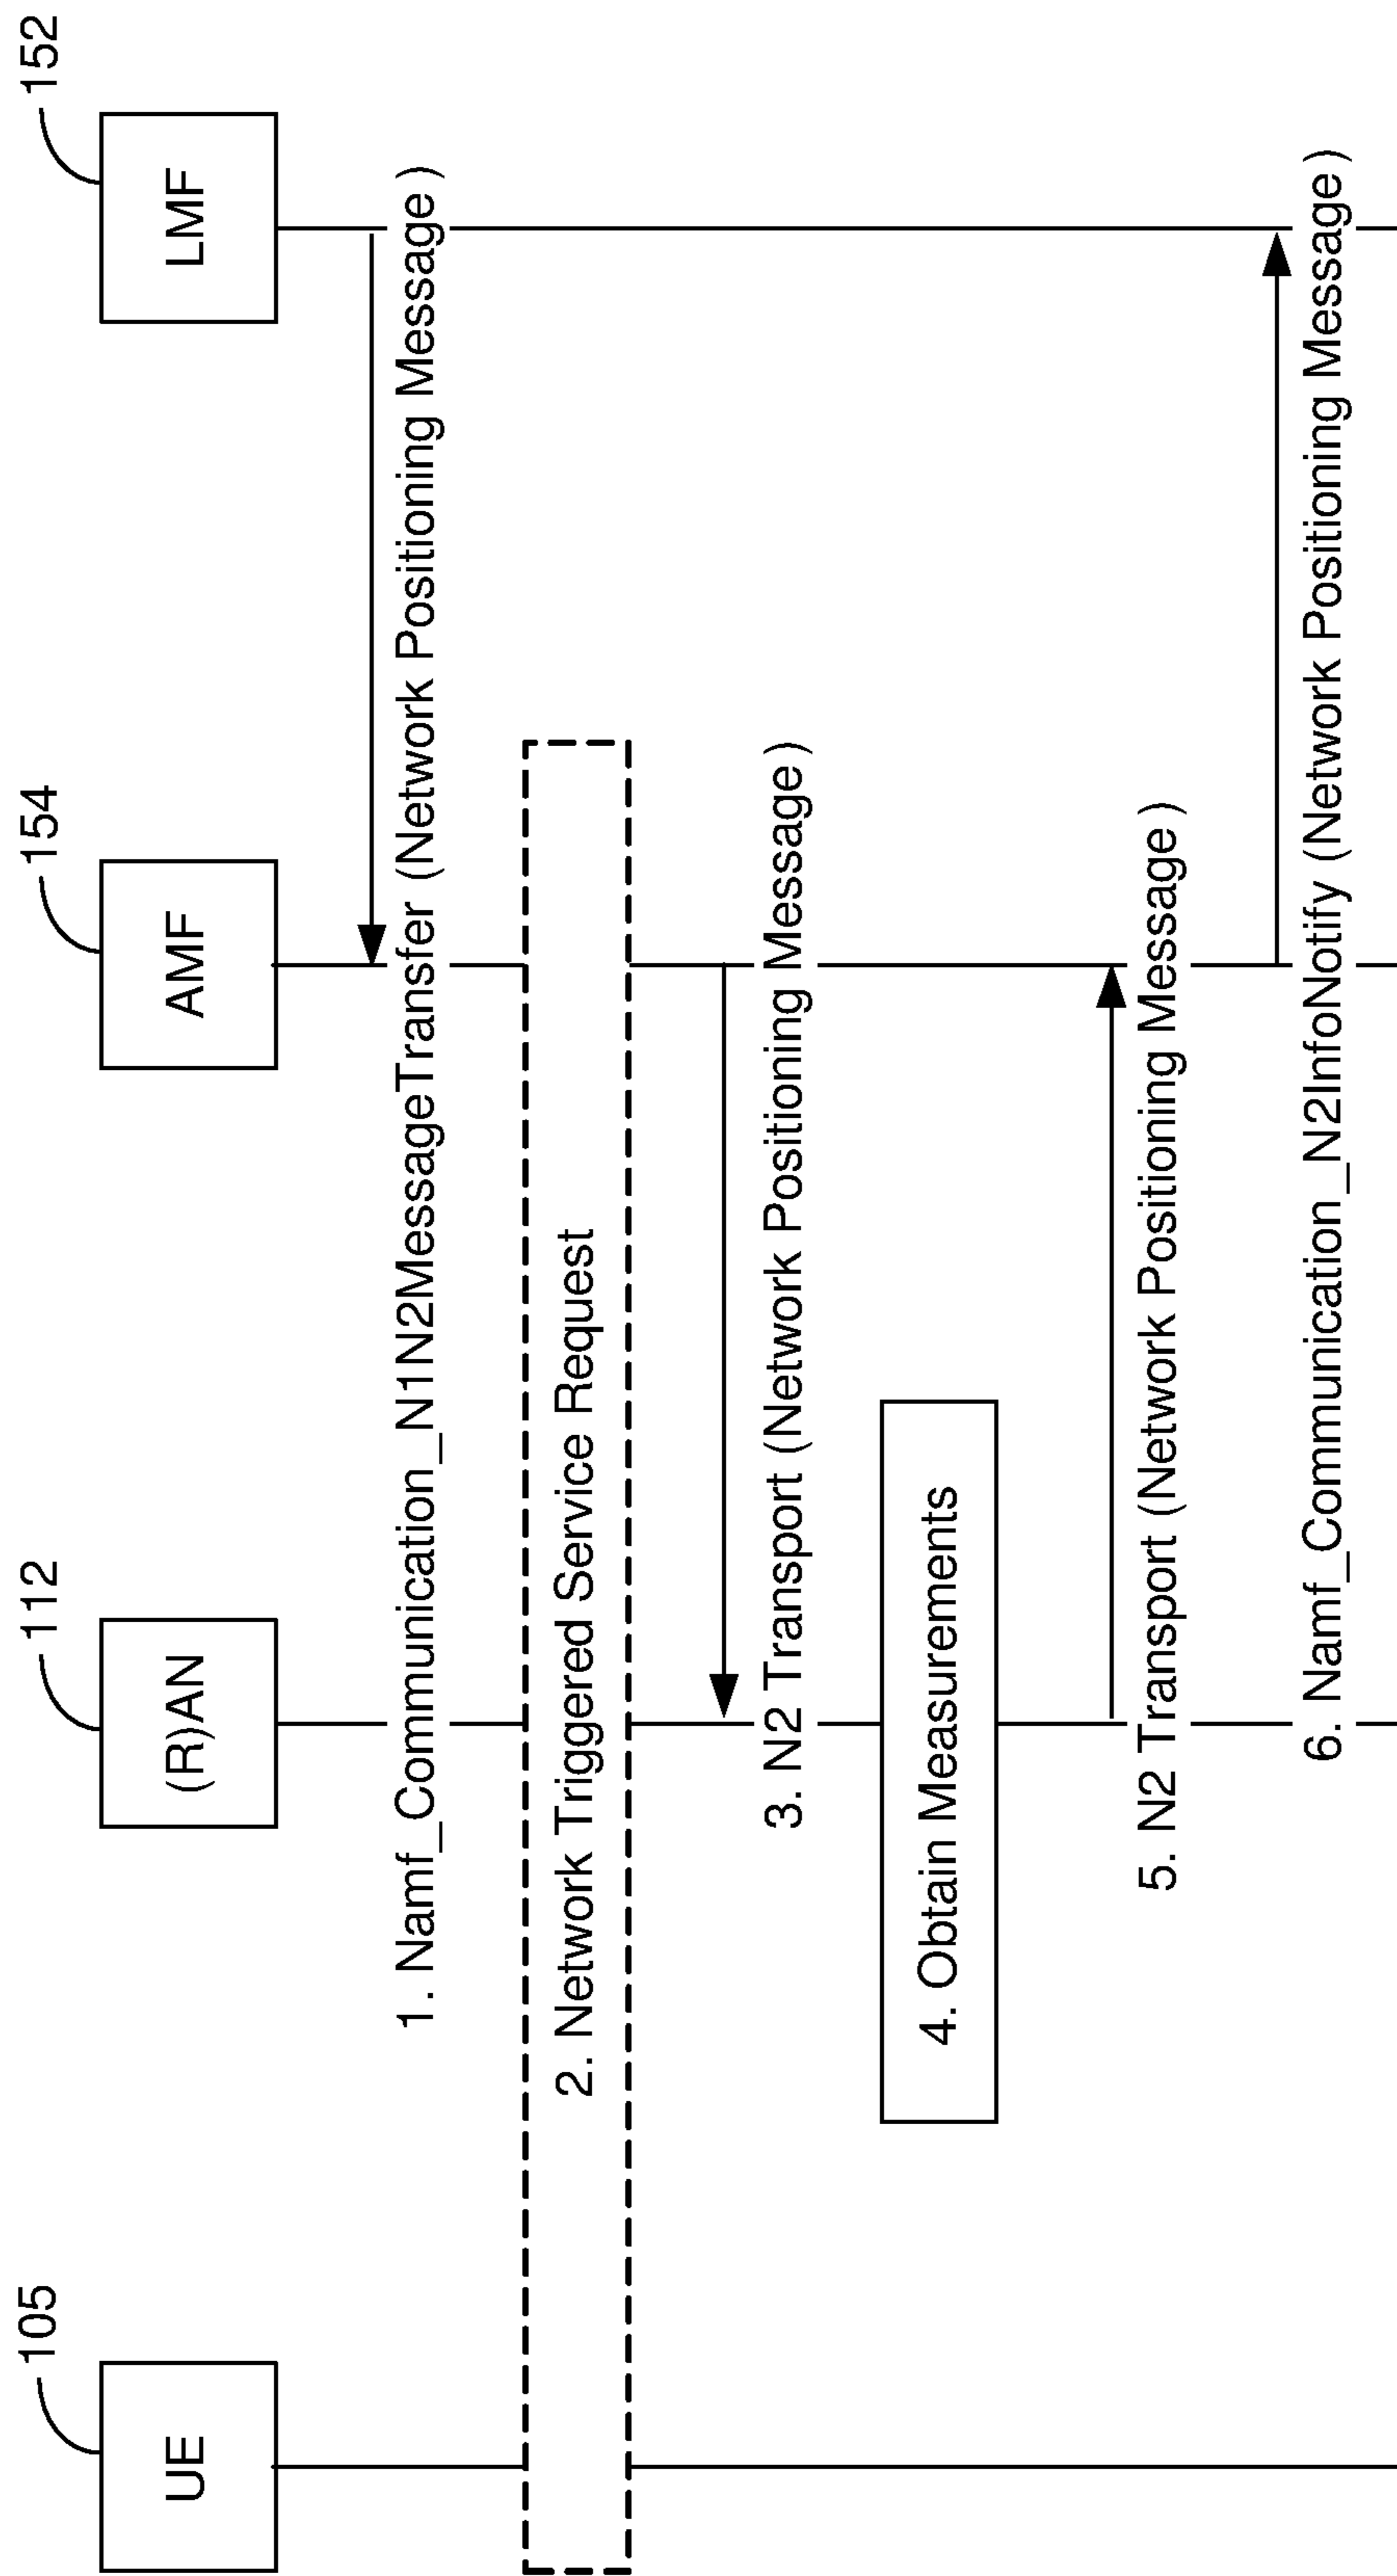 105
112
154
152
UE
(R)AN
AMF
LMF
1. Namf_Communication_N1N2MessageTransfer (Network Positioning Message)
2. Network Triggered Service Request
3. N2 Transport (Network Positioning Message)
4. Obtain Measurements
5. N2 Transport (Network Positioning Message)
6. Namf_Communication_N2InfoNotify (Network Positioning Message)